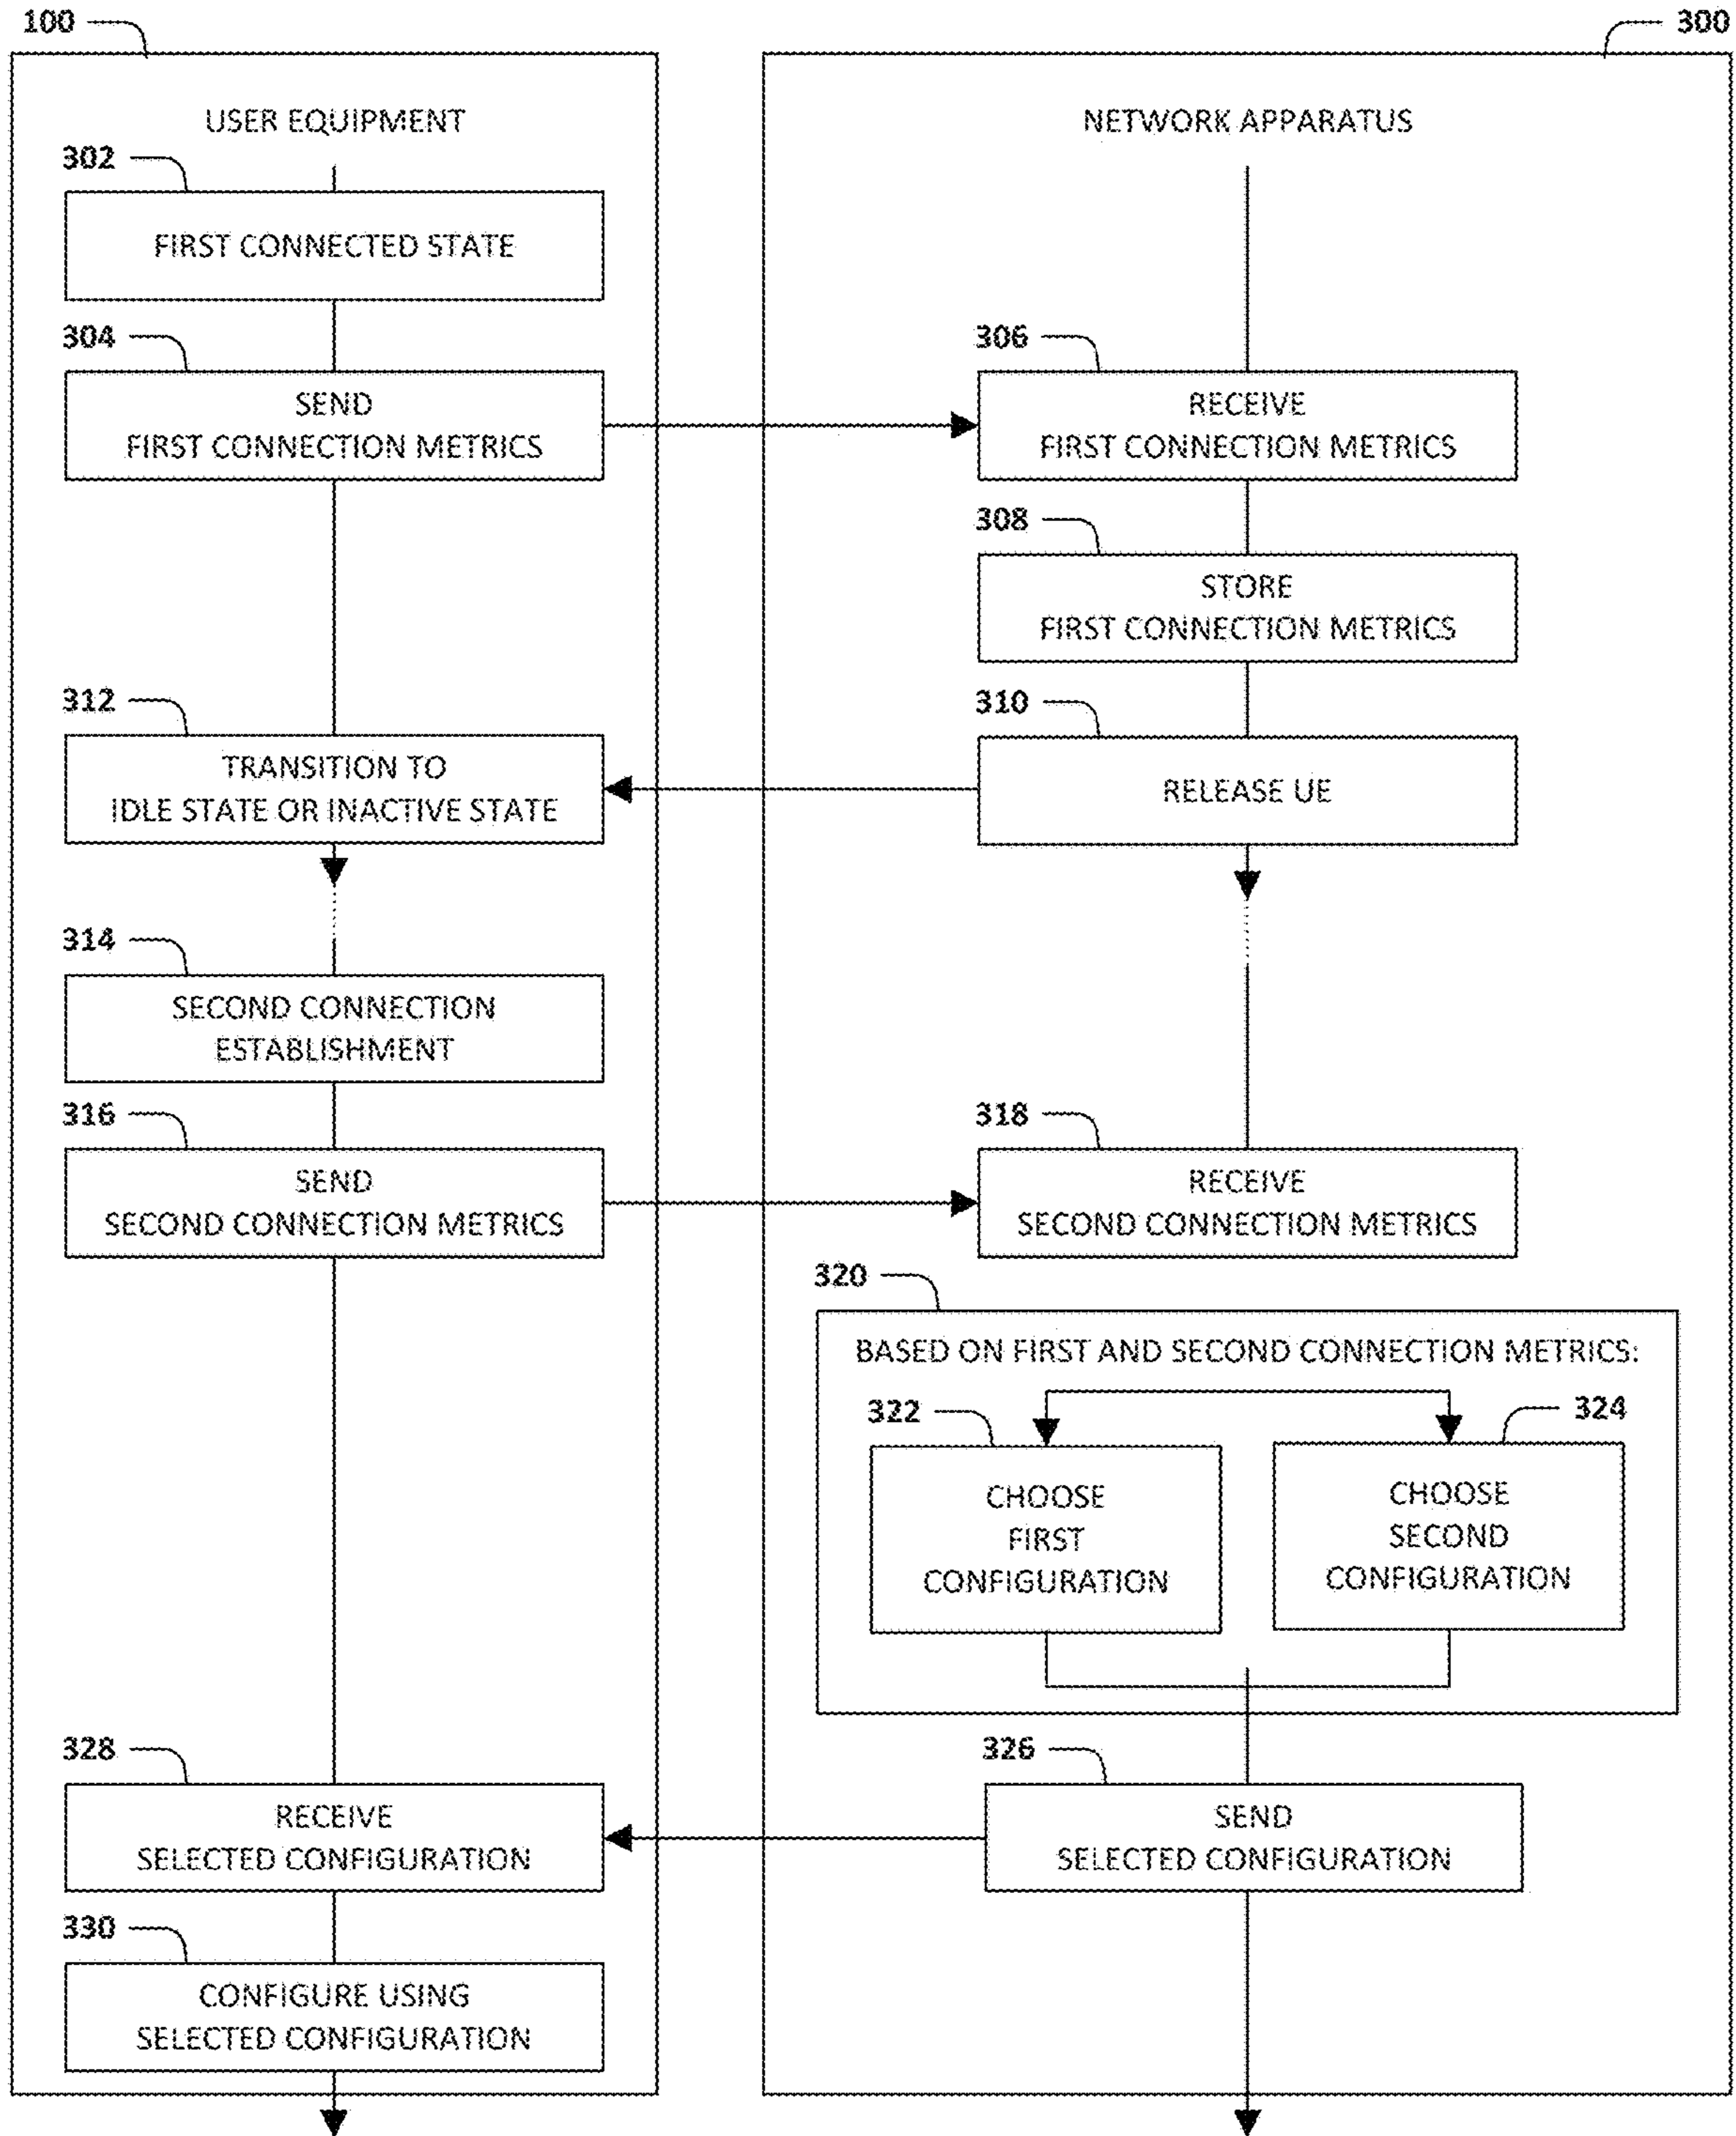 100
300
USER EQUIPMENT
NETWORK APPARATUS
302
FIRST CONNECTED STATE
304
SEND
FIRST CONNECTION METRICS
306
RECEIVE
FIRST CONNECTION METRICS
308
STORE
FIRST CONNECTION METRICS
312
TRANSITION TO
IDLE STATE OR INACTIVE STATE
310
RELEASE UE
314
SECOND CONNECTION
ESTABLISHMENT
316
SEND
SECOND CONNECTION METRICS
318
RECEIVE
SECOND CONNECTION METRICS
320
BASED ON FIRST AND SECOND CONNECTION METRICS:
322
CHOOSE
FIRST
CONFIGURATION
324
CHOOSE
SECOND
CONFIGURATION
328
RECEIVE
SELECTED CONFIGURATION
326
SEND
SELECTED CONFIGURATION
330
CONFIGURE USING
SELECTED CONFIGURATION